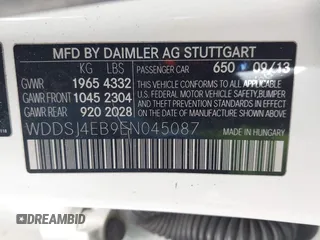 MFD BY DAIMLER AG STUTTGART
KG LBS PASSENGER CAR 650 09/13
GVWR 1965 4332 THIS VEHICLE CONFORMS TO ALL
GAWR FRONT 1045 2304 APPLICABLE U.S. FEDERAL MOTOR
VEHICLE SAFETY,BUMPER,
GAWR REAR 920 2028 AND THEFT PREVENTION STANDARDS
IN EFFECT ON THE DATE OF
MANUFACTURE SHOWN ABOVE.
WDDSJ4EB9EN045087 MADE IN HUNGARY
DREAMBID